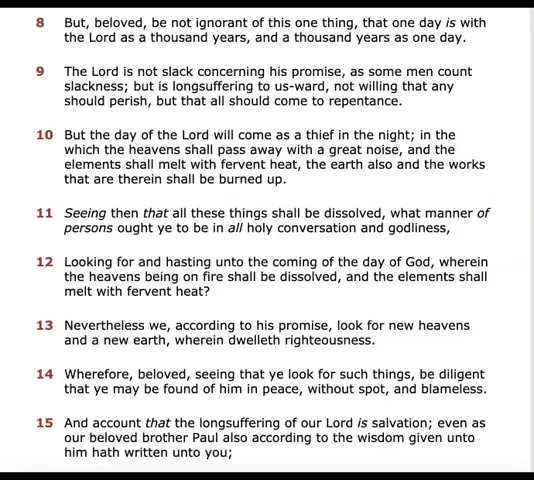 8 But, beloved, be not ignorant of this one thing, that one day is with
the Lord as a thousand years, and a thousand years as one day.
9 The Lord is not slack concerning his promise, as some men count
slackness; but is longsuffering to us-ward, not willing that any
should perish, but that all should come to repentance.
10 But the day of the Lord will come as a thief in the night; in the
which the heavens shall pass away with a great noise, and the
elements shall melt with fervent heat, the earth also and the works
that are therein shall be burned up.
11 Seeing then that all these things shall be dissolved, what manner of
persons ought ye to be in all holy conversation and godliness,
12 Looking for and hasting unto the coming of the day of God, wherein
the heavens being on fire shall be dissolved, and the elements shall
melt with fervent heat?
13 Nevertheless we, according to his promise, look for new heavens
and a new earth, wherein dwelleth righteousness.
14 Wherefore, beloved, seeing that ye look for such things, be diligent
that ye may be found of him in peace, without spot, and blameless.
15 And account that the longsuffering of our Lord is salvation; even as
our beloved brother Paul also according to the wisdom given unto
him hath written unto you;